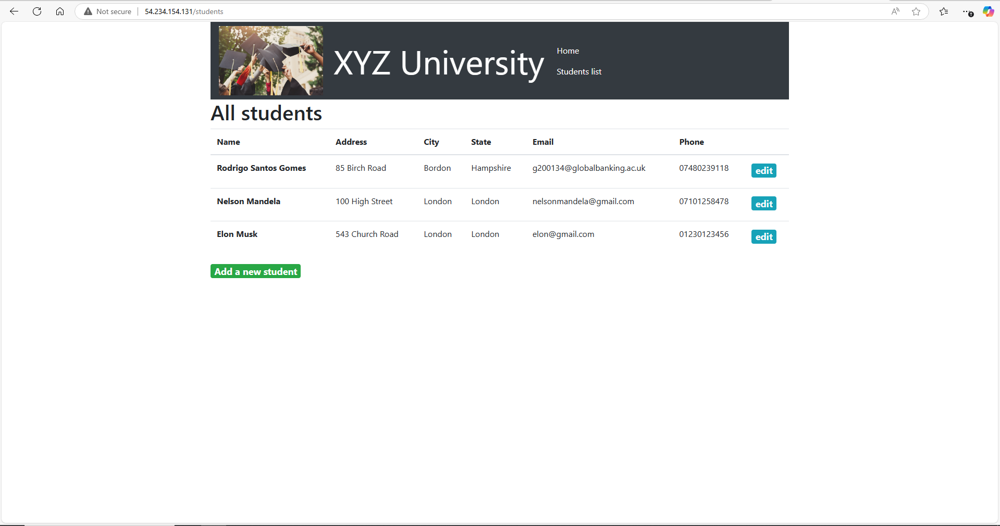 Not secure 54.234.154.131/students
XYZ University
Home
Students list
All students
Name Address City State Email Phone
Rodrigo Santos Gomes 85 Birch Road Bordon Hampshire g200134@globalbanking.ac.uk 07480239118 edit
Nelson Mandela 100 High Street London London nelsonmandela@gmail.com 07101258478 edit
Elon Musk 543 Church Road London London elon@gmail.com 01230123456 edit
Add a new student